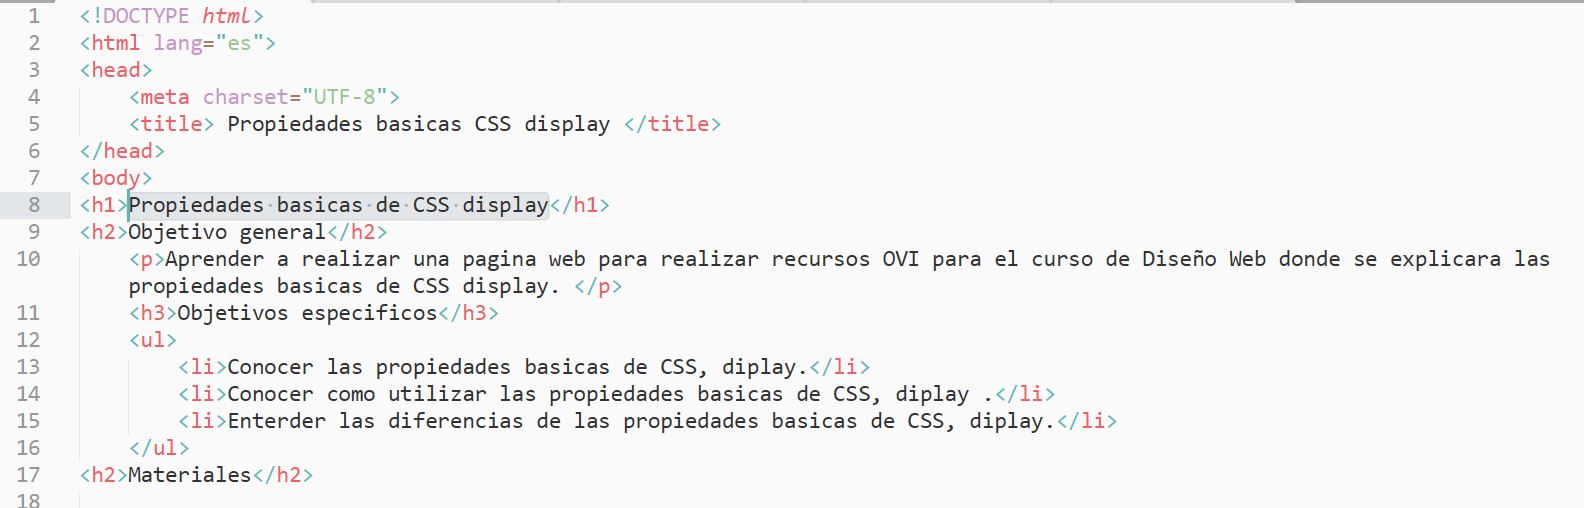 1 <!DOCTYPE html>
2 <html lang="es">
3 <head>
4 <meta charset="UTF-8">
5 <title> Propiedades basicas CSS display </title>
6 </head>
7 <body>
8 <h1>Propiedades basicas de CSS display</h1>
9 <h2>Objetivo general</h2>
10 <p>Aprender a realizar una pagina web para realizar recursos OVI para el curso de Diseño Web donde se explicara las
propiedades basicas de CSS display. </p>
11 <h3>Objetivos especificos</h3>
12 <ul>
13 <li>Conocer las propiedades basicas de CSS, diplay.</li>
14 <li>Conocer como utilizar las propiedades basicas de CSS, diplay .</li>
15 <li>Enterder las diferencias de las propiedades basicas de CSS, diplay.</li>
16 </ul>
17 <h2>Materiales</h2>
18